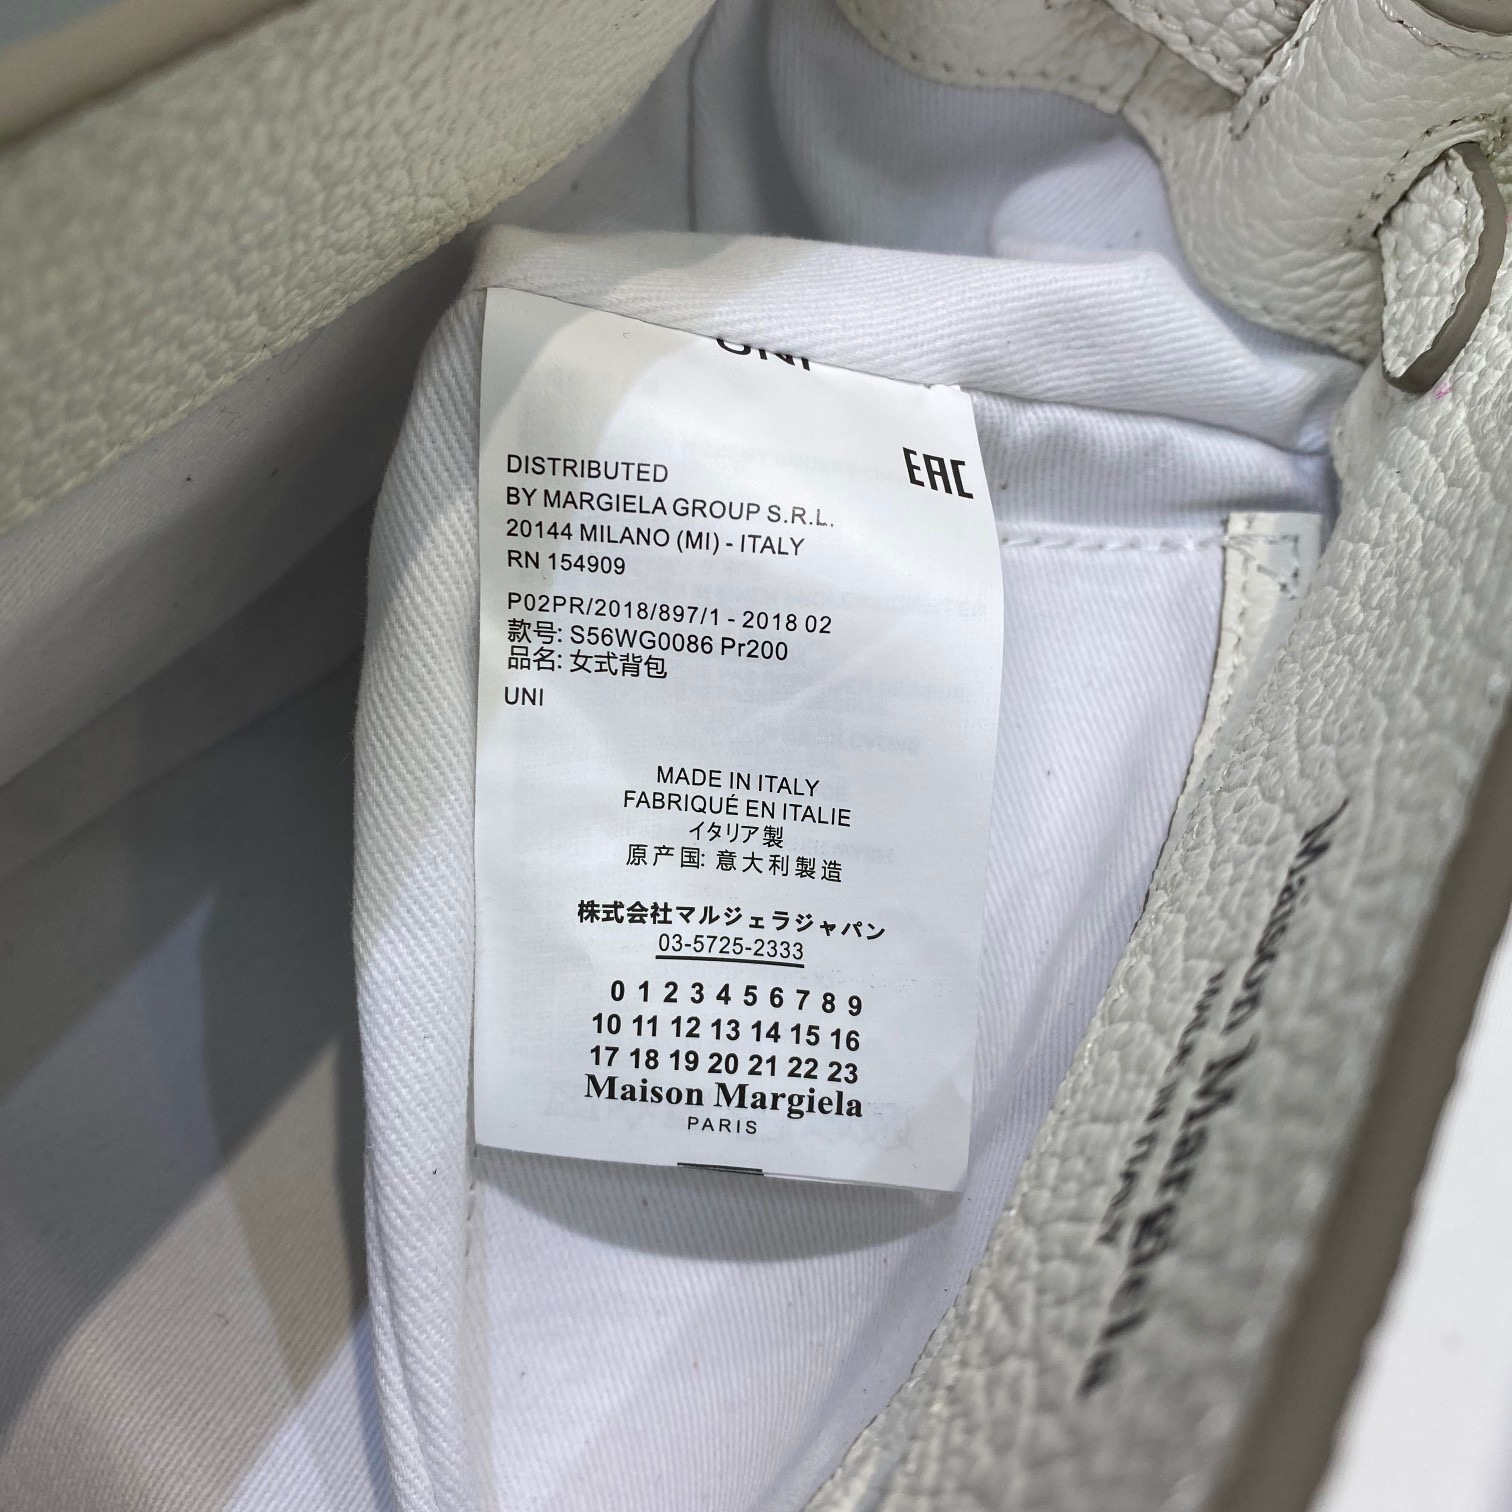 UNI
EAC
DISTRIBUTED
BY MARGIELA GROUP S.R.L.
20144 MILANO (MI) - ITALY
RN 154909
P02PR/2018/897/1 - 2018 02
款号: S56WG0086 Pr200
品名: 女式背包
UNI
MADE IN ITALY
FABRIQUÉ EN ITALIE
イタリア製
原产国: 意大利製造
株式会社マルジェラジャパン
03-5725-2333
0 1 2 3 4 5 6 7 8 9
10 11 12 13 14 15 16
17 18 19 20 21 22 23
Maison Margiela
PARIS
Maison Margiela
MADE IN ITALY